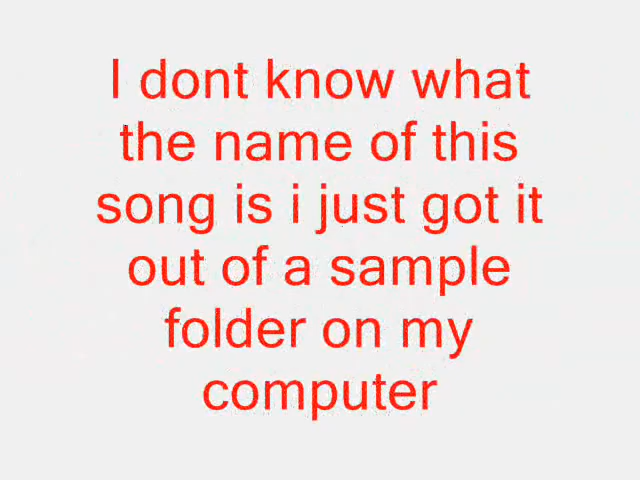 I dont know what
the name of this
song is i just got it
out of a sample
folder on my
computer